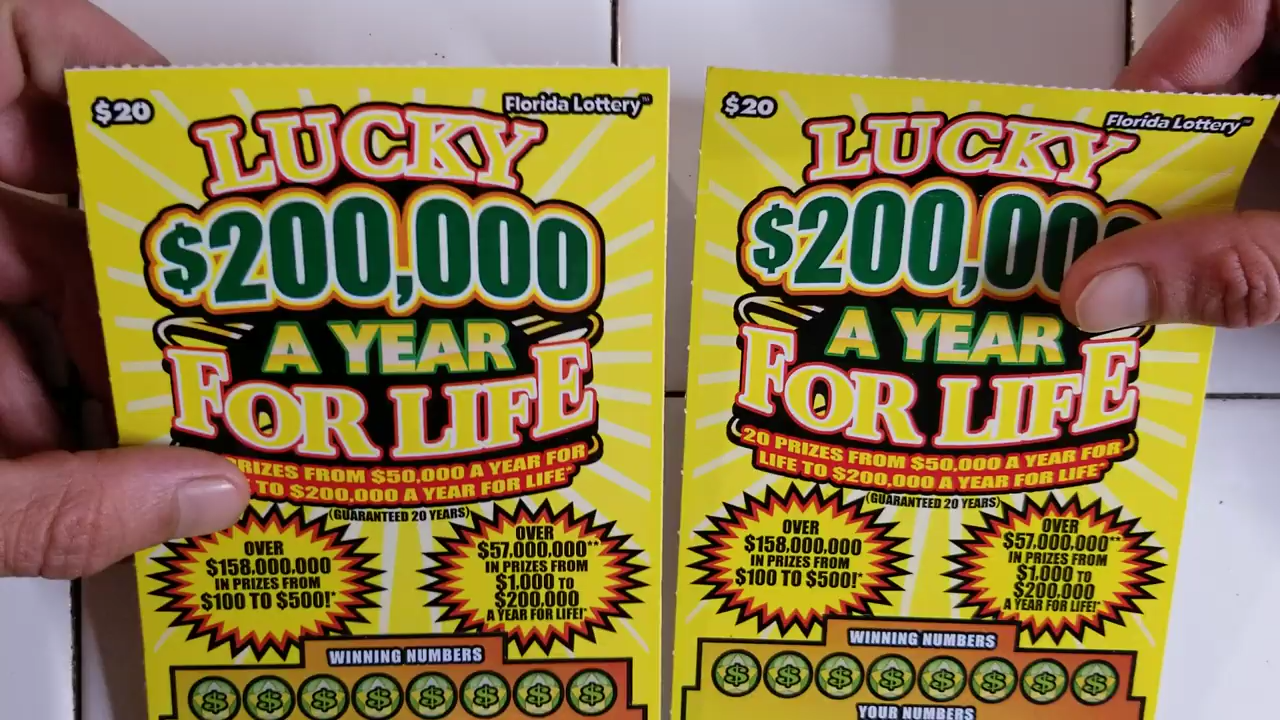 $20
Florida Lottery™
LUCKY
$200,000
A YEAR
FOR LIFE
PRIZES FROM $50,000 A YEAR FOR
TO $200,000 A YEAR FOR LIFE*
(GUARANTEED 20 YEARS)
OVER
$158,000,000
IN PRIZES FROM
$100 TO $500!*
OVER
$57,000,000**
IN PRIZES FROM
$1,000 TO
$200,000
A YEAR FOR LIFE!*
WINNING NUMBERS
$20
Florida Lottery™
LUCKY
$200,00
A YEAR
FOR LIFE
20 PRIZES FROM $50,000 A YEAR FOR
LIFE TO $200,000 A YEAR FOR LIFE*
(GUARANTEED 20 YEARS)
OVER
$158,000,000
IN PRIZES FROM
$100 TO $500!*
OVER
$57,000,000**
IN PRIZES FROM
$1,000 TO
$200,000
A YEAR FOR LIFE!*
WINNING NUMBERS
YOUR NUMBERS